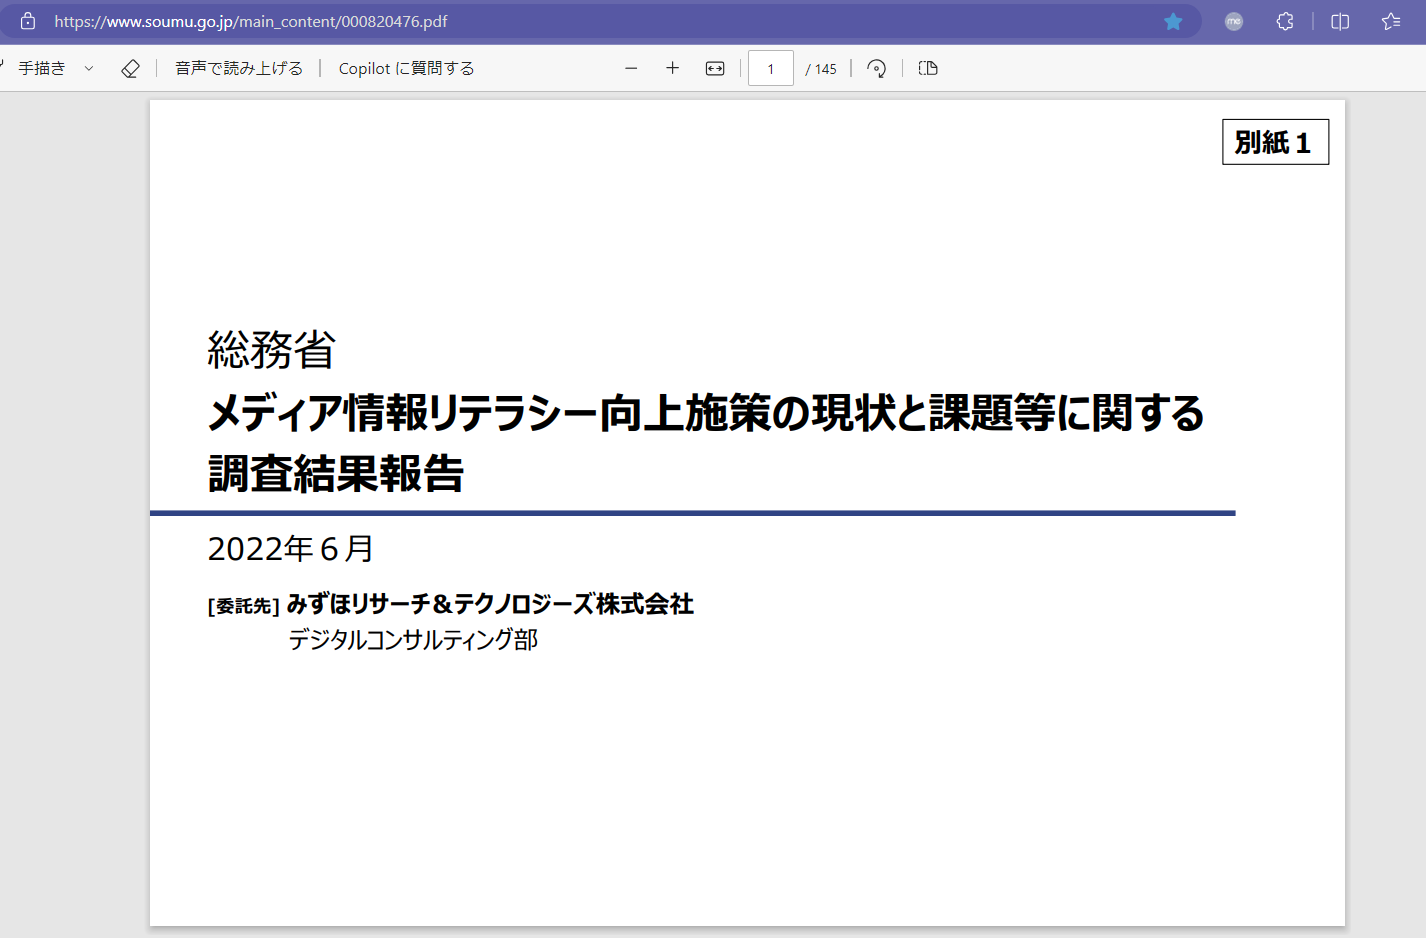 https://www.soumu.go.jp/main_content/000820476.pdf
me
手描き
音声で読み上げる
Copilot に質問する
1
/ 145
別紙１
総務省
メディア情報リテラシー向上施策の現状と課題等に関する
調査結果報告
2022年６月
[委託先] みずほリサーチ＆テクノロジーズ株式会社
デジタルコンサルティング部